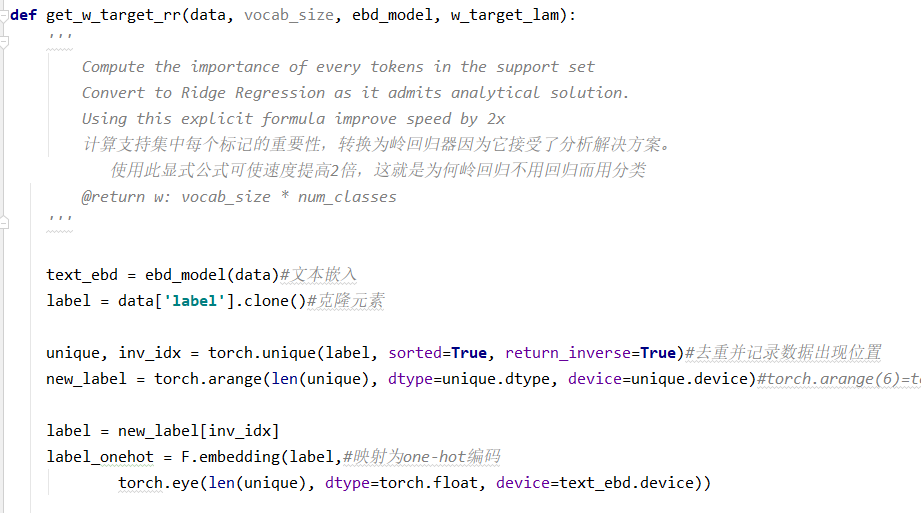 def get_w_target_rr(data, vocab_size, ebd_model, w_target_lam):
'''
Compute the importance of every tokens in the support set
Convert to Ridge Regression as it admits analytical solution.
Using this explicit formula improve speed by 2x
计算支持集中每个标记的重要性，转换为岭回归器因为它接受了分析解决方案。
使用此显式公式可使速度提高2倍，这就是为何岭回归不用回归而用分类
@return w: vocab_size * num_classes
'''
text_ebd = ebd_model(data)#文本嵌入
label = data['label'].clone()#克隆元素
unique, inv_idx = torch.unique(label, sorted=True, return_inverse=True)#去重并记录数据出现位置
new_label = torch.arange(len(unique), dtype=unique.dtype, device=unique.device)#torch.arange(6)=
label = new_label[inv_idx]
label_onehot = F.embedding(label,#映射为one-hot编码
torch.eye(len(unique), dtype=torch.float, device=text_ebd.device))